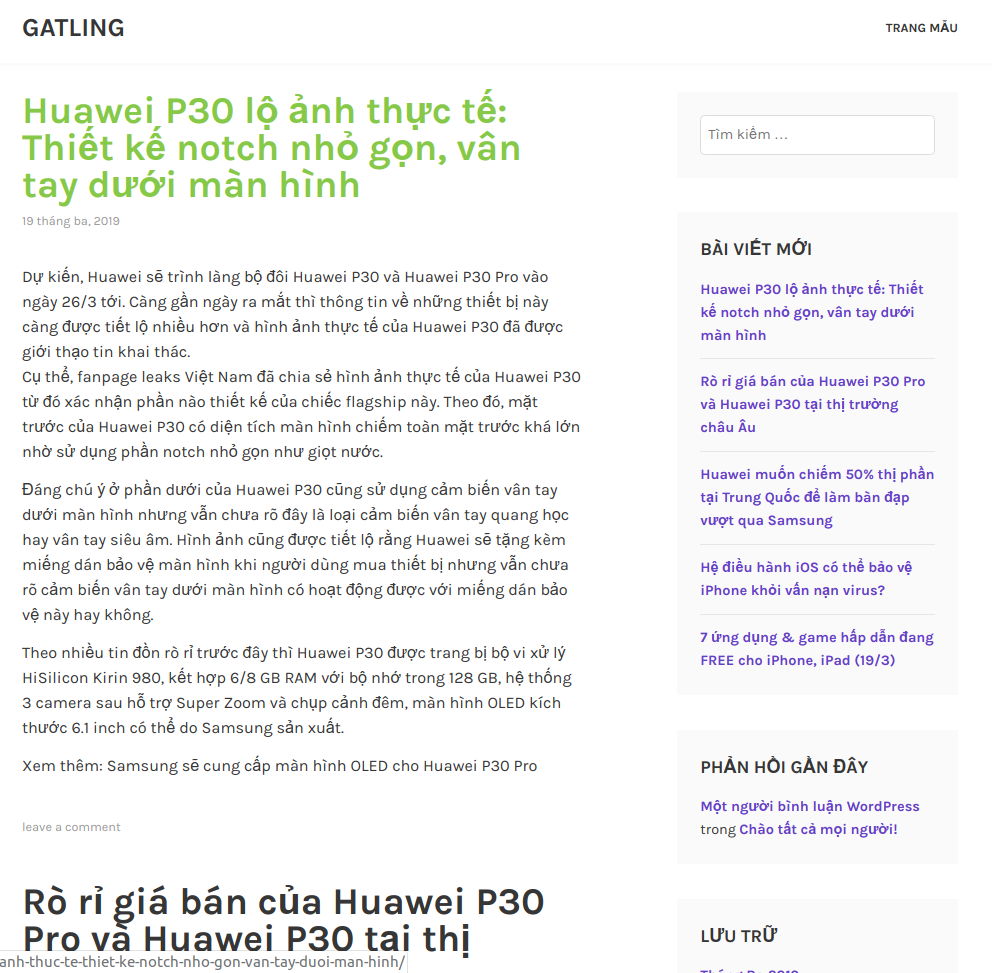 GATLING
TRANG MẪU
Huawei P30 lộ ảnh thực tế:
Thiết kế notch nhỏ gọn, vân
tay dưới màn hình
19 tháng ba, 2019
Dự kiến, Huawei sẽ trình làng bộ đôi Huawei P30 và Huawei P30 Pro vào
ngày 26/3 tới. Càng gần ngày ra mắt thì thông tin về những thiết bị này
càng được tiết lộ nhiều hơn và hình ảnh thực tế của Huawei P30 đã được
giới thạo tin khai thác.
Cụ thể, fanpage leaks Việt Nam đã chia sẻ hình ảnh thực tế của Huawei P30
từ đó xác nhận phần nào thiết kế của chiếc flagship này. Theo đó, mặt
trước của Huawei P30 có diện tích màn hình chiếm toàn mặt trước khá lớn
nhờ sử dụng phần notch nhỏ gọn như giọt nước.
Đáng chú ý ở phần dưới của Huawei P30 cũng sử dụng cảm biến vân tay
dưới màn hình nhưng vẫn chưa rõ đây là loại cảm biến vân tay quang học
hay vân tay siêu âm. Hình ảnh cũng được tiết lộ rằng Huawei sẽ tặng kèm
miếng dán bảo vệ màn hình khi người dùng mua thiết bị nhưng vẫn chưa
rõ cảm biến vân tay dưới màn hình có hoạt động được với miếng dán bảo
vệ này hay không.
Theo nhiều tin đồn rò rỉ trước đây thì Huawei P30 được trang bị bộ vi xử lý
HiSilicon Kirin 980, kết hợp 6/8 GB RAM với bộ nhớ trong 128 GB, hệ thống
3 camera sau hỗ trợ Super Zoom và chụp cảnh đêm, màn hình OLED kích
thước 6.1 inch có thể do Samsung sản xuất.
Xem thêm: Samsung sẽ cung cấp màn hình OLED cho Huawei P30 Pro
leave a comment
Rò rỉ giá bán của Huawei P30
Pro và Huawei P30 tại thị
anh-thuc-te-thiet-ke-notch-nho-gon-van-tay-duoi-man-hinh/
Tìm kiếm …
BÀI VIẾT MỚI
Huawei P30 lộ ảnh thực tế: Thiết
kế notch nhỏ gọn, vân tay dưới
màn hình
Rò rỉ giá bán của Huawei P30 Pro
và Huawei P30 tại thị trường
châu Âu
Huawei muốn chiếm 50% thị phần
tại Trung Quốc để làm bàn đạp
vượt qua Samsung
Hệ điều hành iOS có thể bảo vệ
iPhone khỏi vấn nạn virus?
7 ứng dụng & game hấp dẫn đang
FREE cho iPhone, iPad (19/3)
PHẢN HỒI GẦN ĐÂY
Một người bình luận WordPress
trong Chào tất cả mọi người!
LƯU TRỮ
Tháng Ba 2019